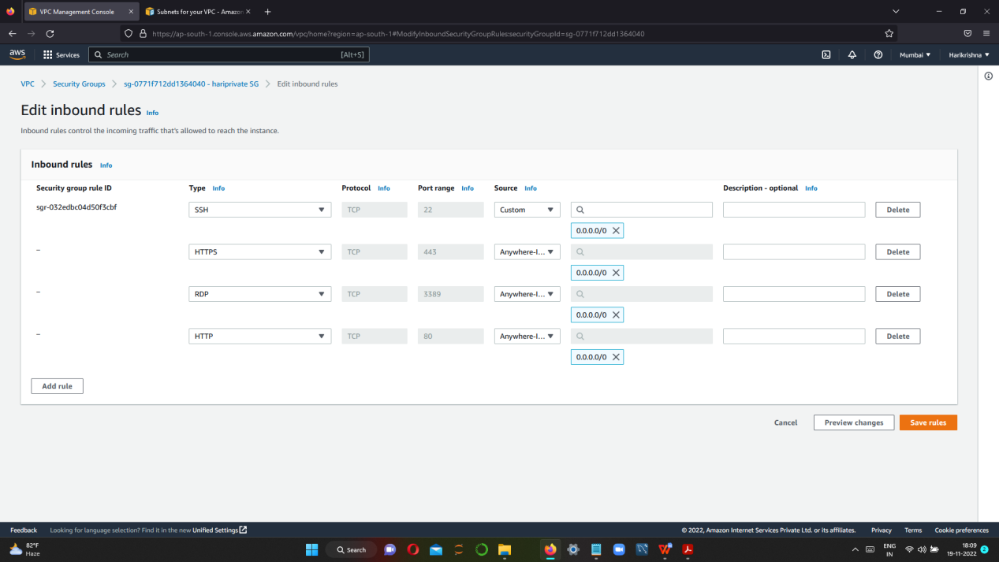 VPC Management Console
Subnets for your VPC - Amazon
https://ap-south-1.console.aws.amazon.com/vpc/home?region=ap-south-1#ModifyInboundSecurityGroupRules:securityGroupId=sg-0771f712dd1364040
aws Services Search [Alt+S] Mumbai Harikrishna
VPC > Security Groups > sg-0771f712dd1364040 - hariprivate SG > Edit inbound rules
Edit inbound rules Info
Inbound rules control the incoming traffic that's allowed to reach the instance.
Inbound rules Info
Security group rule ID Type Info Protocol Info Port range Info Source Info Description - optional Info
sgr-032edbc04d50f3cbf SSH TCP 22 Custom Delete
0.0.0.0/0
– HTTPS TCP 443 Anywhere-I... Delete
0.0.0.0/0
– RDP TCP 3389 Anywhere-I... Delete
0.0.0.0/0
– HTTP TCP 80 Anywhere-I... Delete
0.0.0.0/0
Add rule
Cancel Preview changes Save rules
Feedback Looking for language selection? Find it in the new Unified Settings © 2022, Amazon Internet Services Private Ltd. or its affiliates. Privacy Terms Cookie preferences
82°F
Haze
Search
ENG
IN
18:09
19-11-2022
2